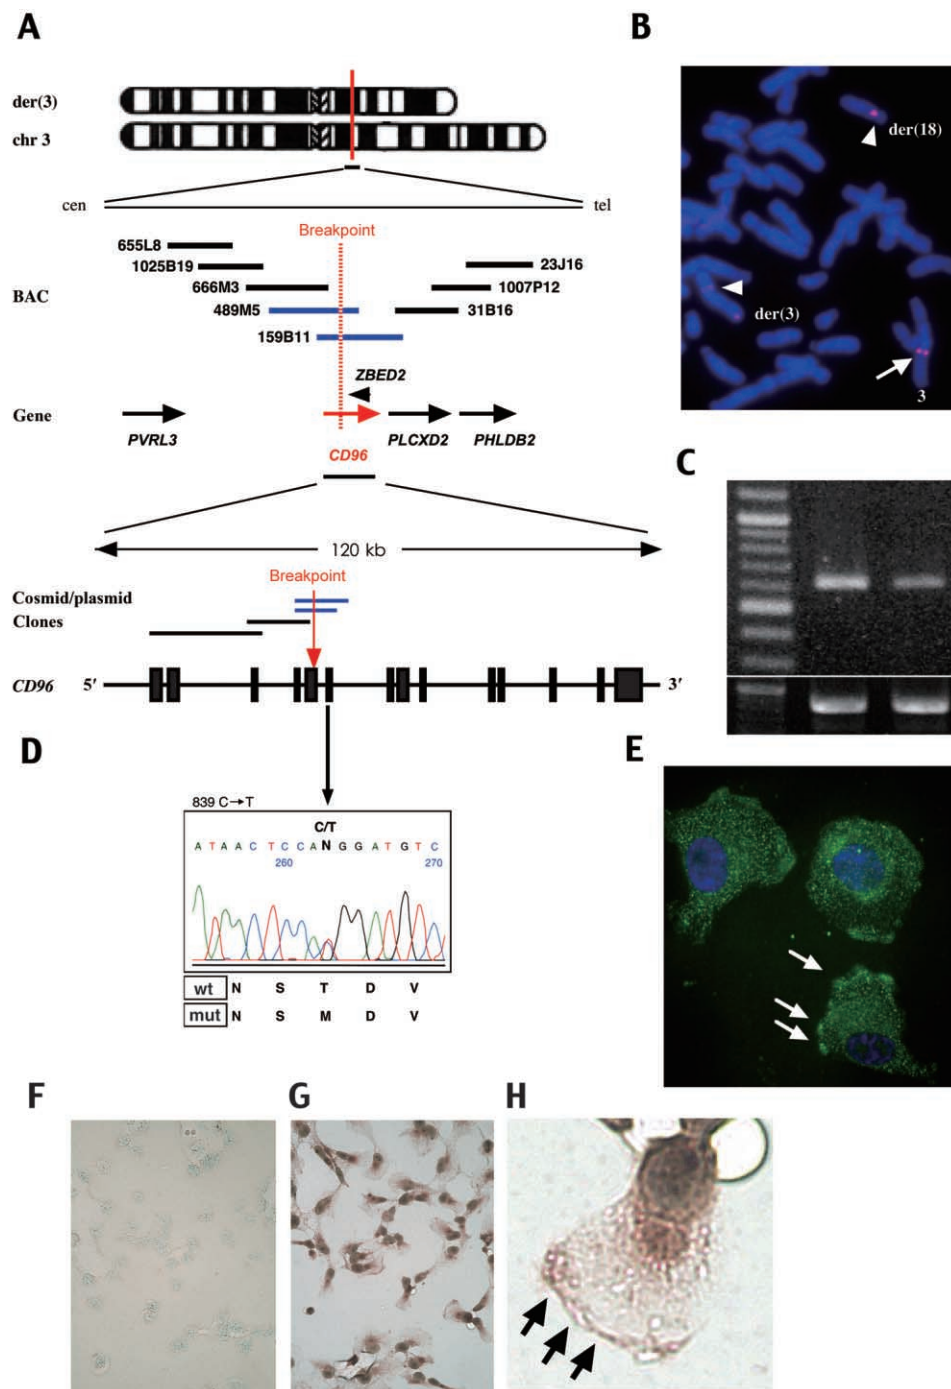 A
der(3)
chr 3
cen
tel
Breakpoint
655L8
1025B19
23J16
BAC
666M3
1007P12
489M5
31B16
159B11
ZBED2
Gene
PVRL3
PLCXD2
PHLDB2
CD96
120 kb
Breakpoint
Cosmid/plasmid
Clones
CD96 5′ 3′
B
der(18)
der(3)
3
C
D
839 C→T
C/T
A T A A C T C C A N G G A T G T C
260 270
wt N S T D V
mut N S M D V
E
F
G
H